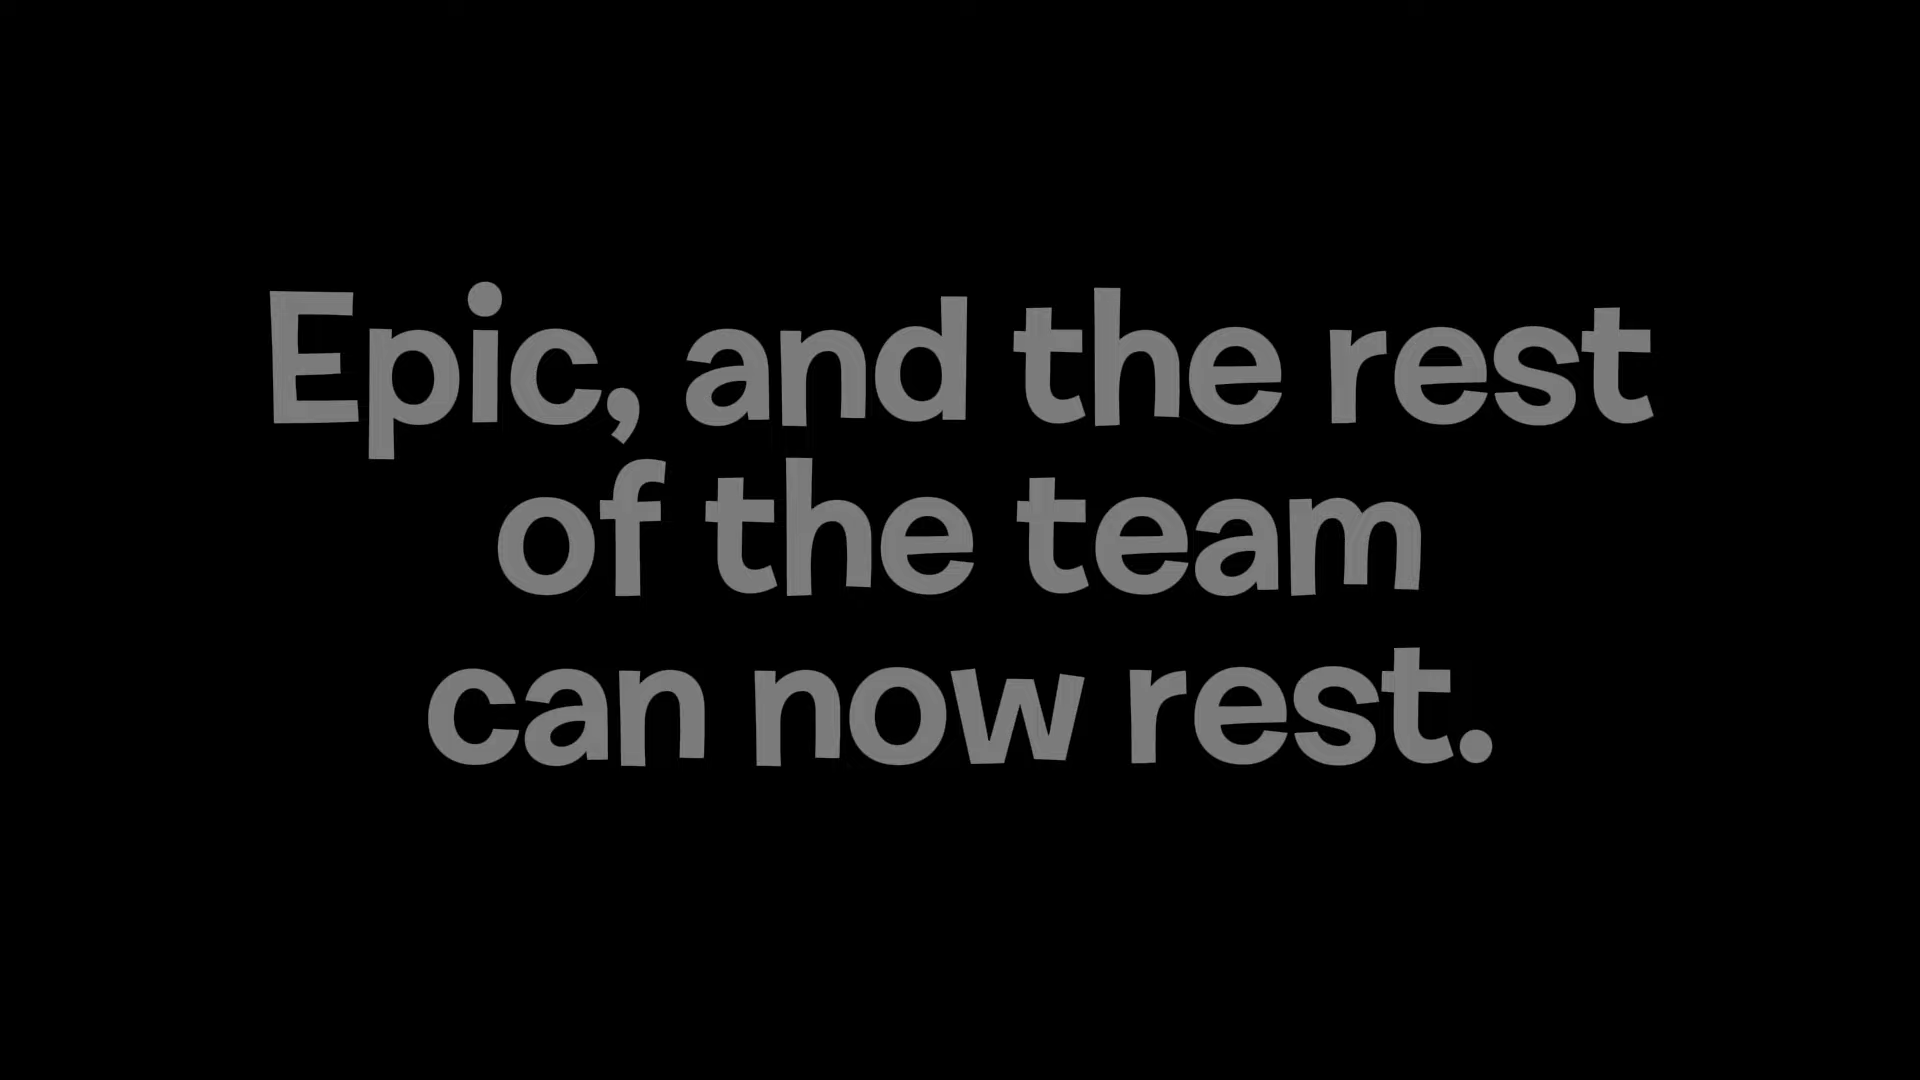 Epic, and the rest
of the team
can now rest.